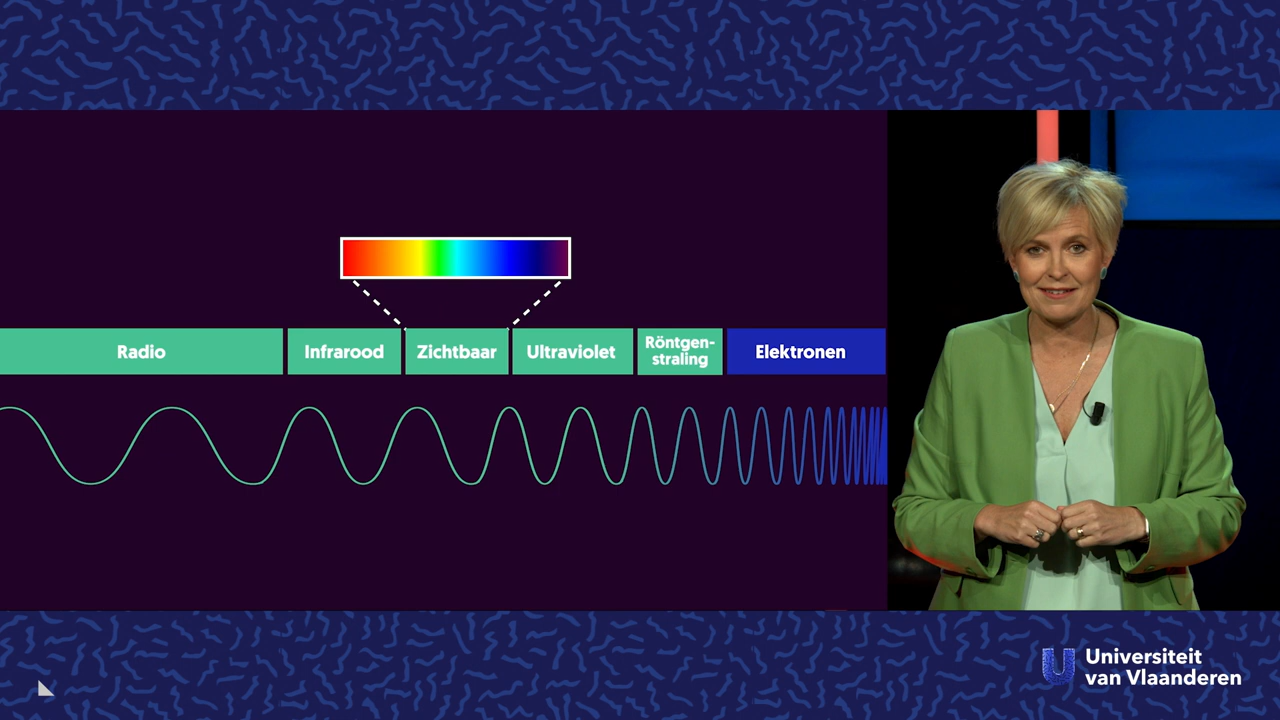 Radio
Infrarood
Zichtbaar
Ultraviolet
Röntgen-
straling
Elektronen
Universiteit
van Vlaanderen